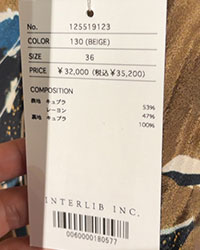 No. 125519123
COLOR 130 (BEIGE)
SIZE 36
PRICE ¥32,000 (税込¥35,200)
COMPOSITION
表地 キュプラ 53%
レーヨン 47%
裏地 キュプラ 100%
INTERLIB INC.
0060000180577